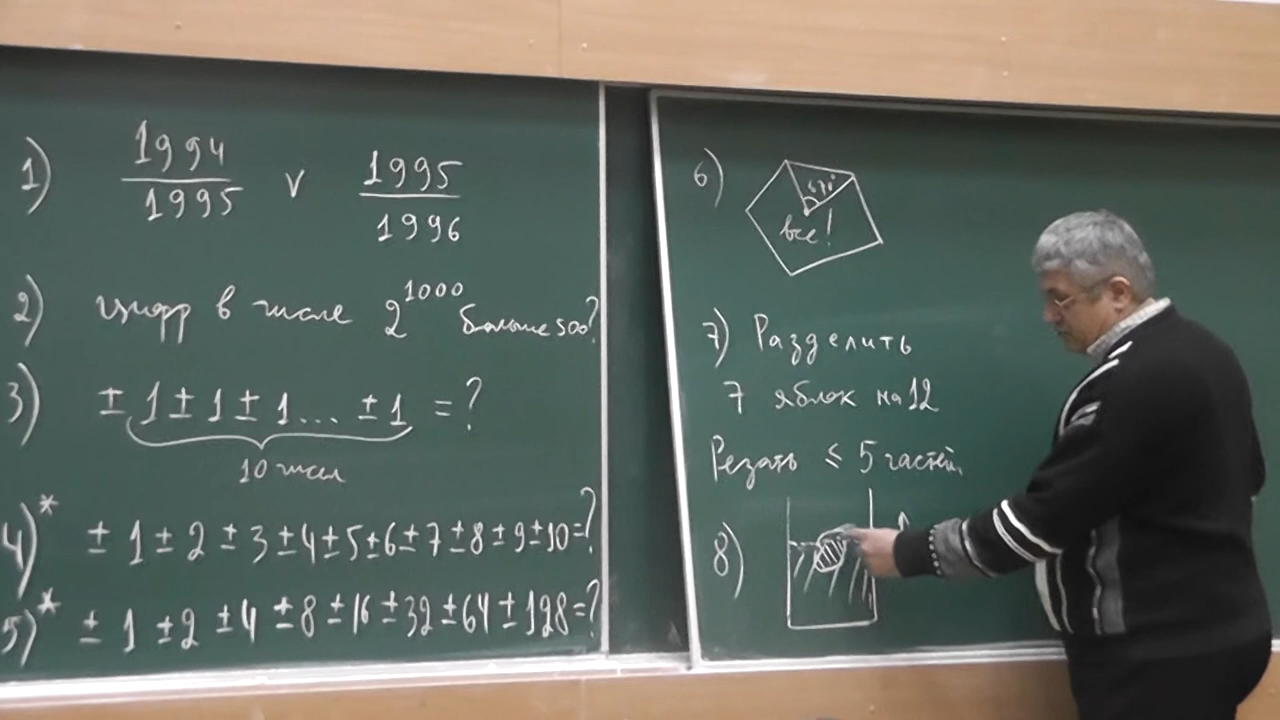 1) 1994/1995 v 1995/1996
2) цифр в числе 2^1000 больше 500?
3) ± 1 ± 1 ± 1... ± 1 = ?
10 чисел
4)* ± 1 ± 2 ± 3 ± 4 ± 5 ± 6 ± 7 ± 8 ± 9 ± 10 = ?
5)* ± 1 ± 2 ± 4 ± 8 ± 16 ± 32 ± 64 ± 128 = ?
6)
все!
7) Разделить
7 яблок на 12
Резать ≤ 5 частей.
8)